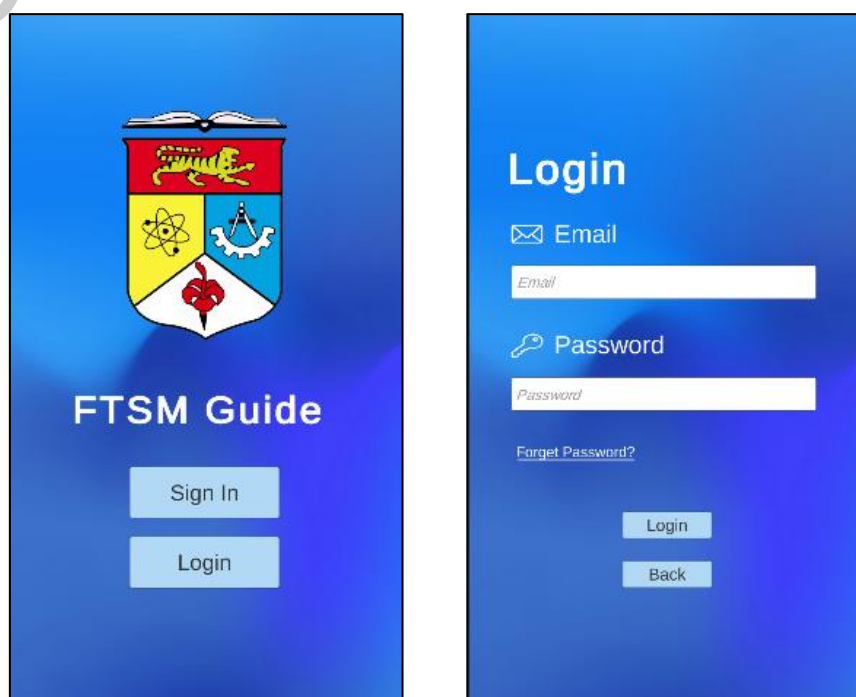 FTSM Guide
Sign In
Login
Login
Email
Email
Password
Password
Forget Password?
Login
Back